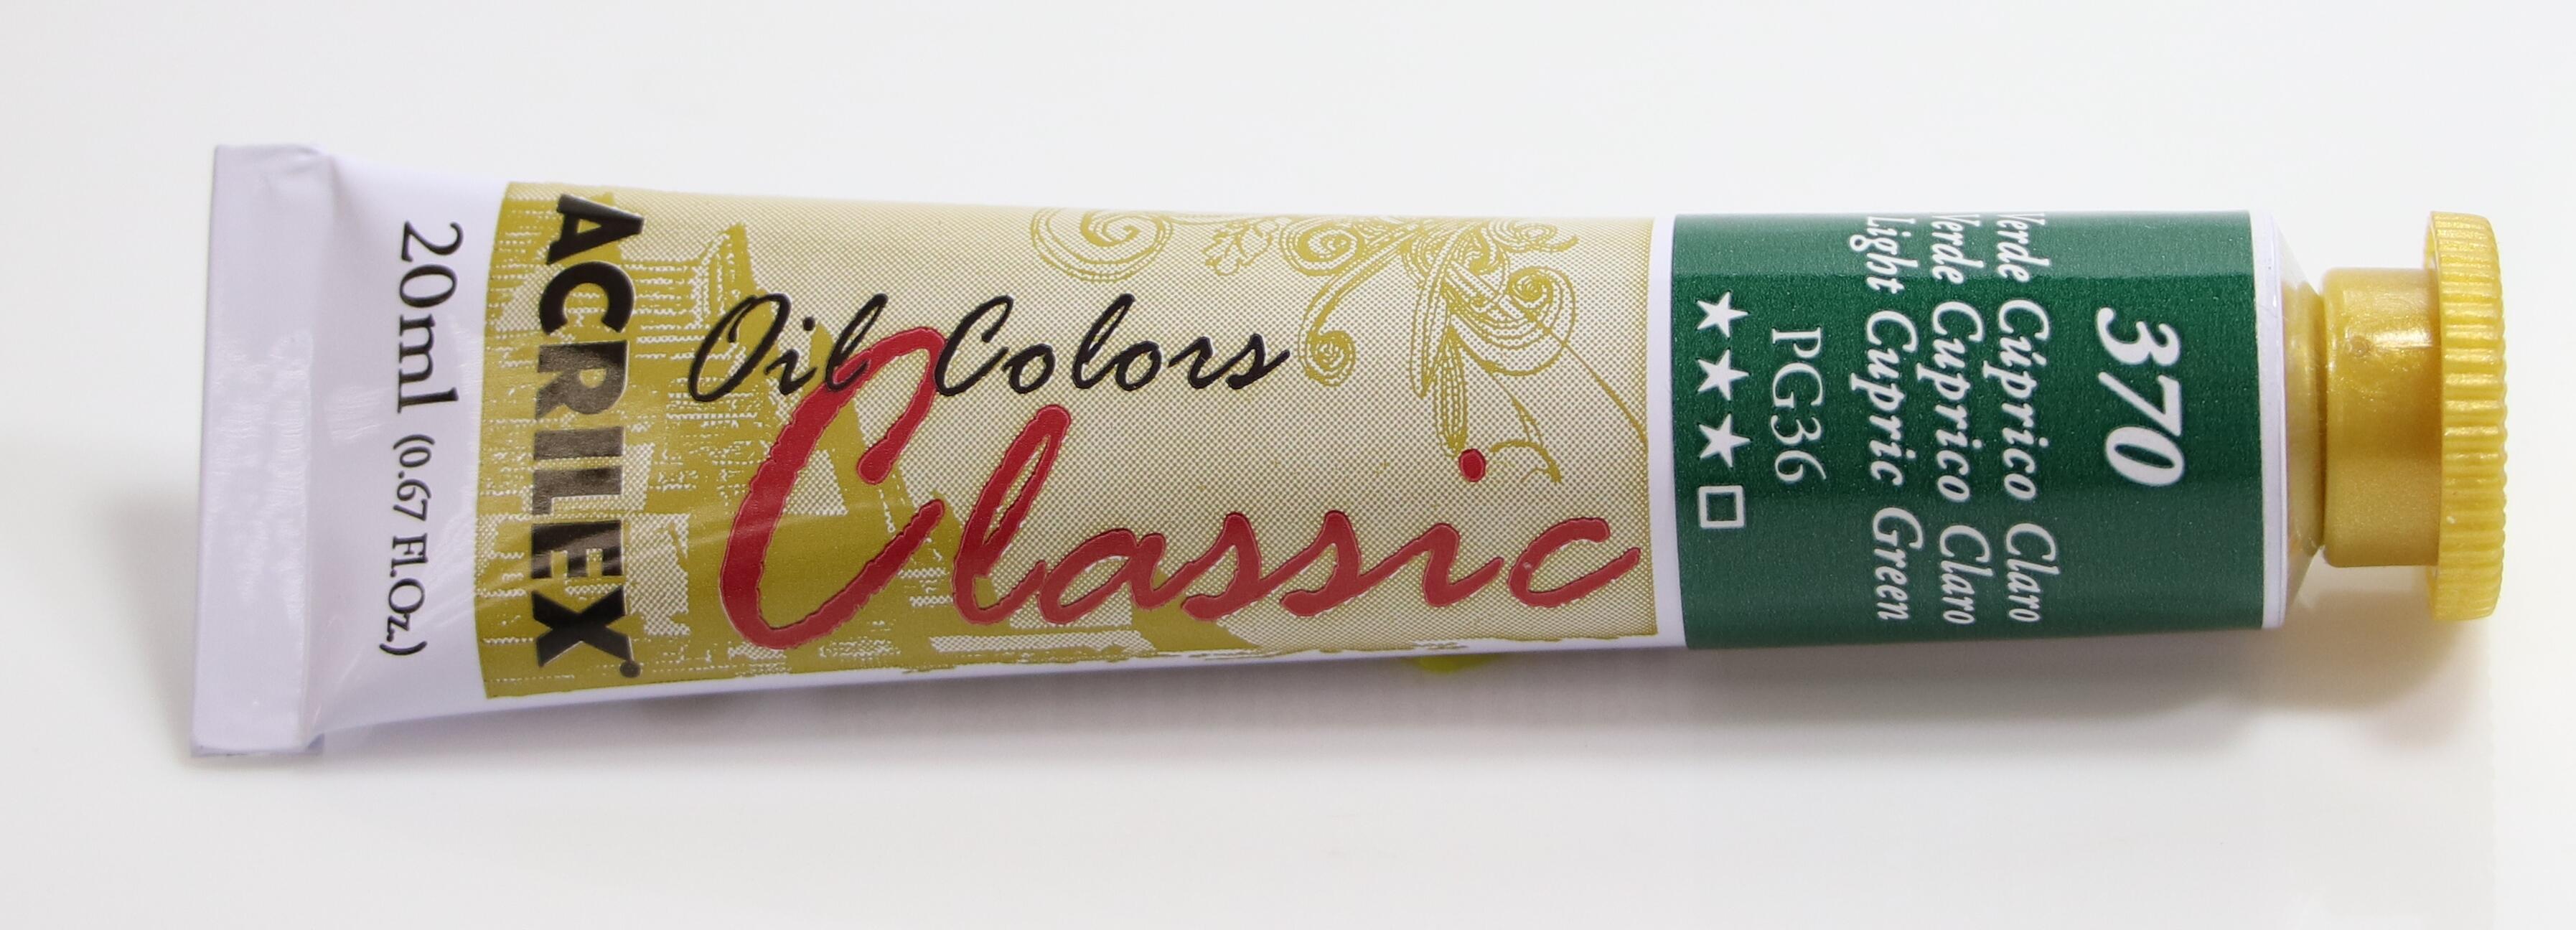 370
Verde Cúprico Claro
Verde Cuprico Claro
Light Cupric Green
PG36
★★★□
Oil Colors
Classic
ACRILEX®
20ml (0.67 Fl.Oz.)